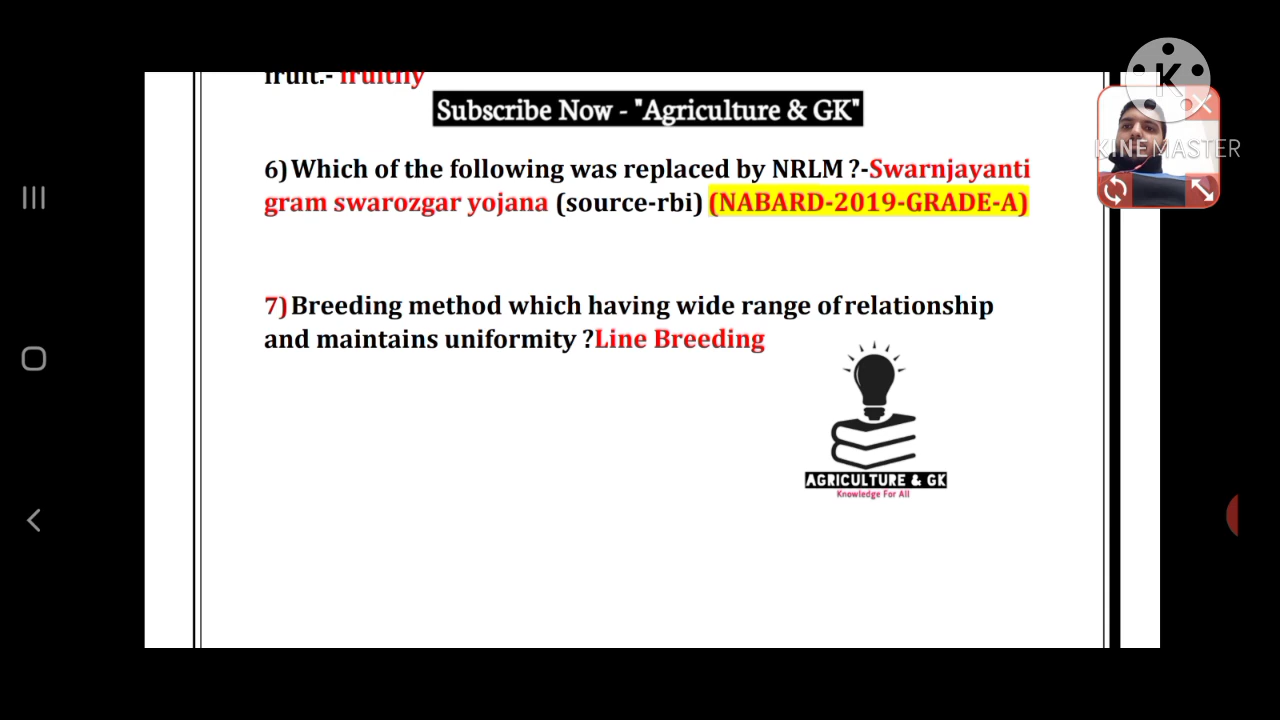 fruit.- fruithy
Subscribe Now - "Agriculture & GK"
6) Which of the following was replaced by NRLM ?-Swarnjayanti
gram swarozgar yojana (source-rbi) (NABARD-2019-GRADE-A)
7) Breeding method which having wide range of relationship
and maintains uniformity ?Line Breeding
AGRICULTURE & GK
Knowledge For All
K
KINEMASTER